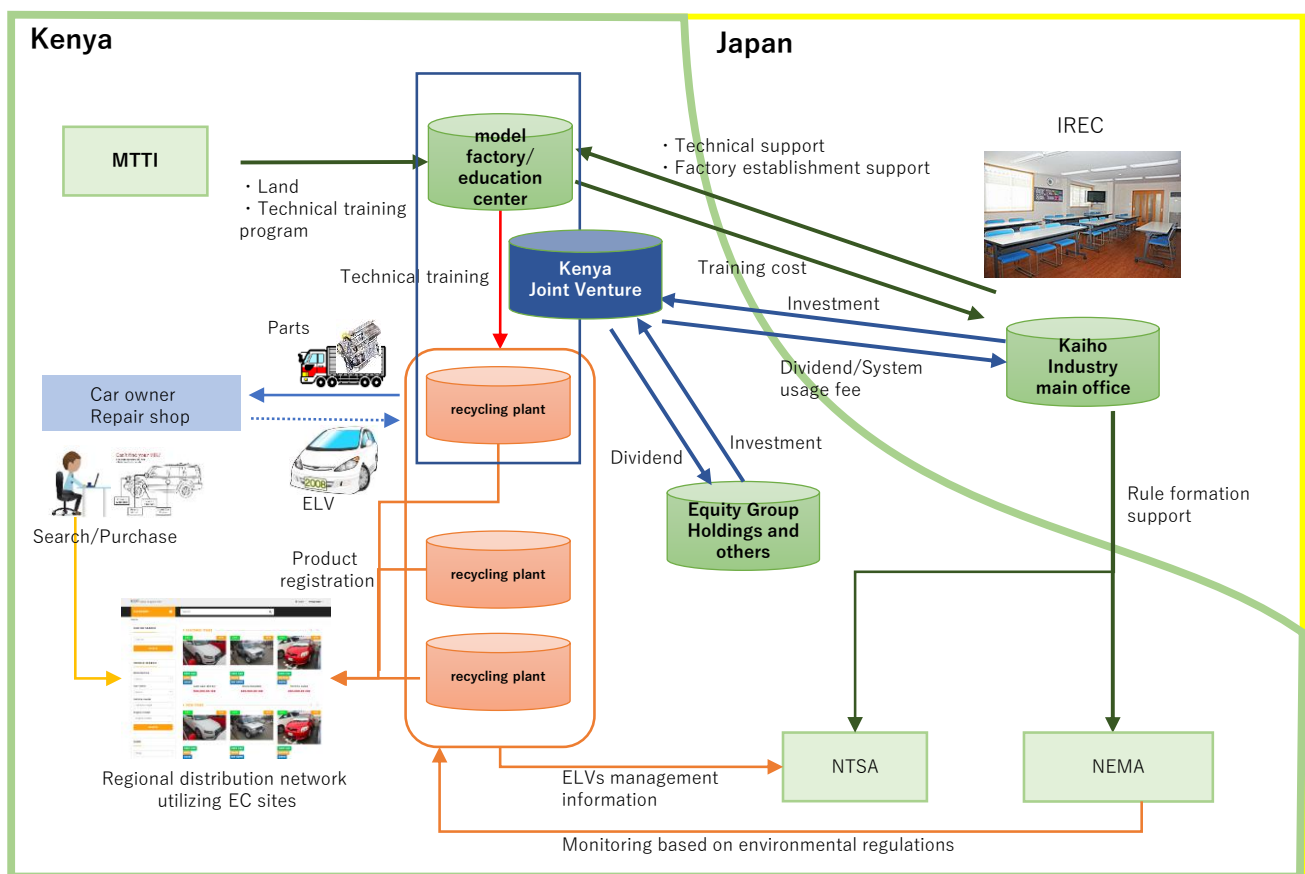 Kenya
Japan
MTTI
model
factory/
education
center
・Technical support
・Factory establishment support
IREC
・Land
・Technical training
program
Technical training
Kenya
Joint Venture
Training cost
Investment
Parts
Kaiho
Industry
main office
Dividend/System
usage fee
Car owner
Repair shop
recycling plant
2008
ELV
Investment
Dividend
Equity Group
Holdings and
others
Rule formation
support
Search/Purchase
Product
registration
recycling plant
recycling plant
Regional distribution network
utilizing EC sites
ELVs management
information
NTSA
NEMA
Monitoring based on environmental regulations